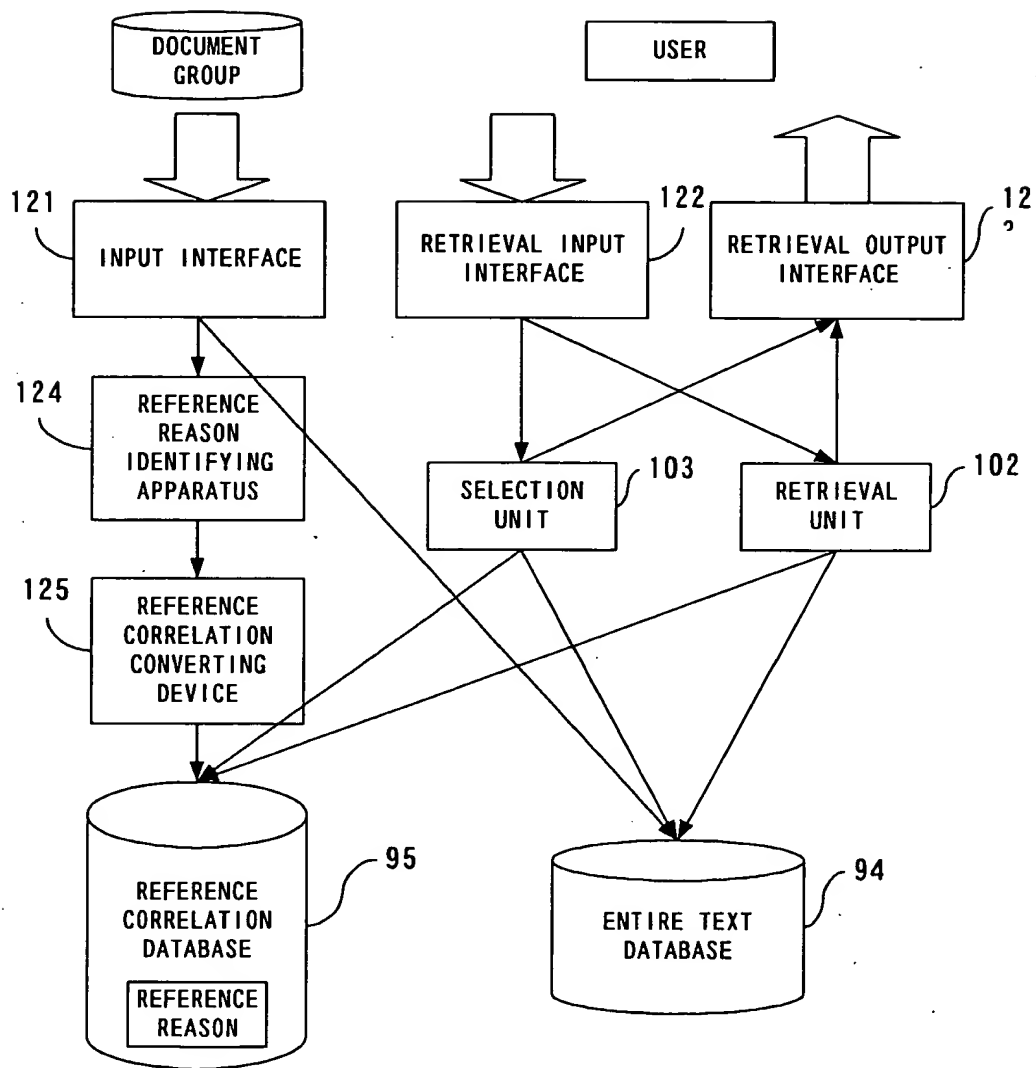 DOCUMENT
GROUP
USER
121
INPUT INTERFACE
RETRIEVAL INPUT
INTERFACE
122
RETRIEVAL OUTPUT
INTERFACE
12
124
REFERENCE
REASON
IDENTIFYING
APPARATUS
SELECTION
UNIT
103
RETRIEVAL
UNIT
102
125
REFERENCE
CORRELATION
CONVERTING
DEVICE
REFERENCE
CORRELATION
DATABASE
95
REFERENCE
REASON
ENTIRE TEXT
DATABASE
94